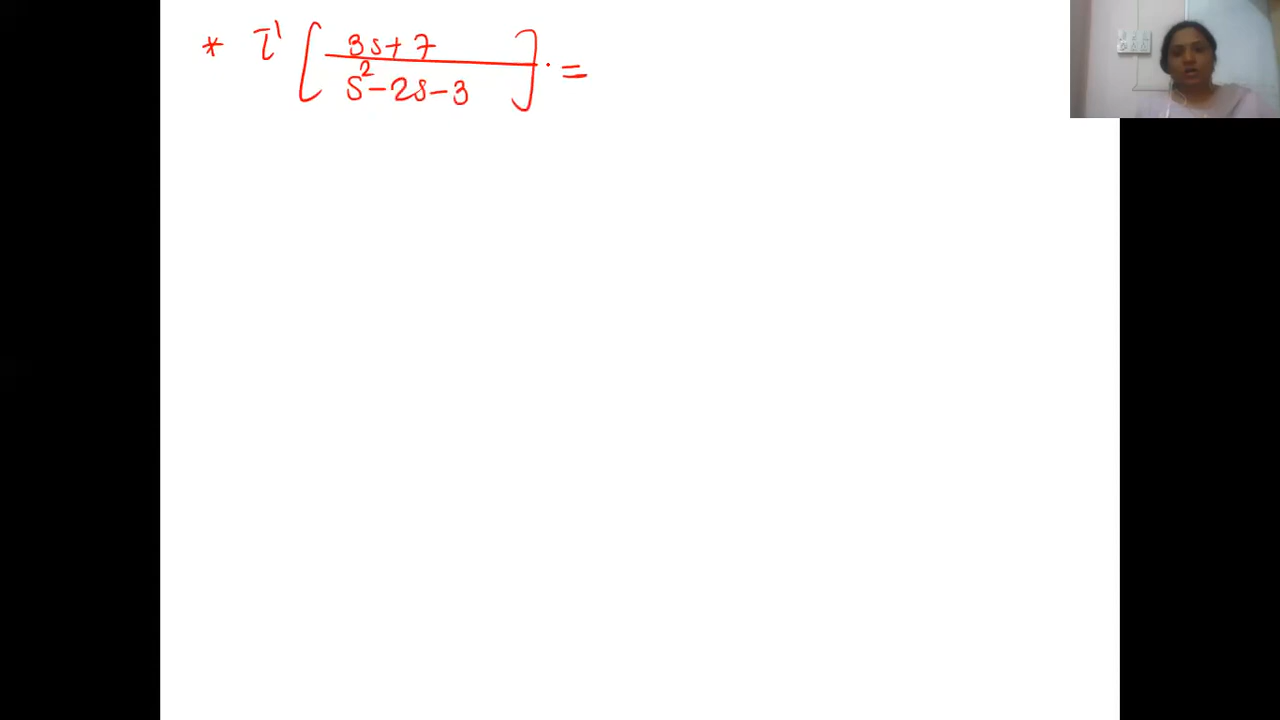 * L⁻¹ [ 3s+7 / s²-2s-3 ] =